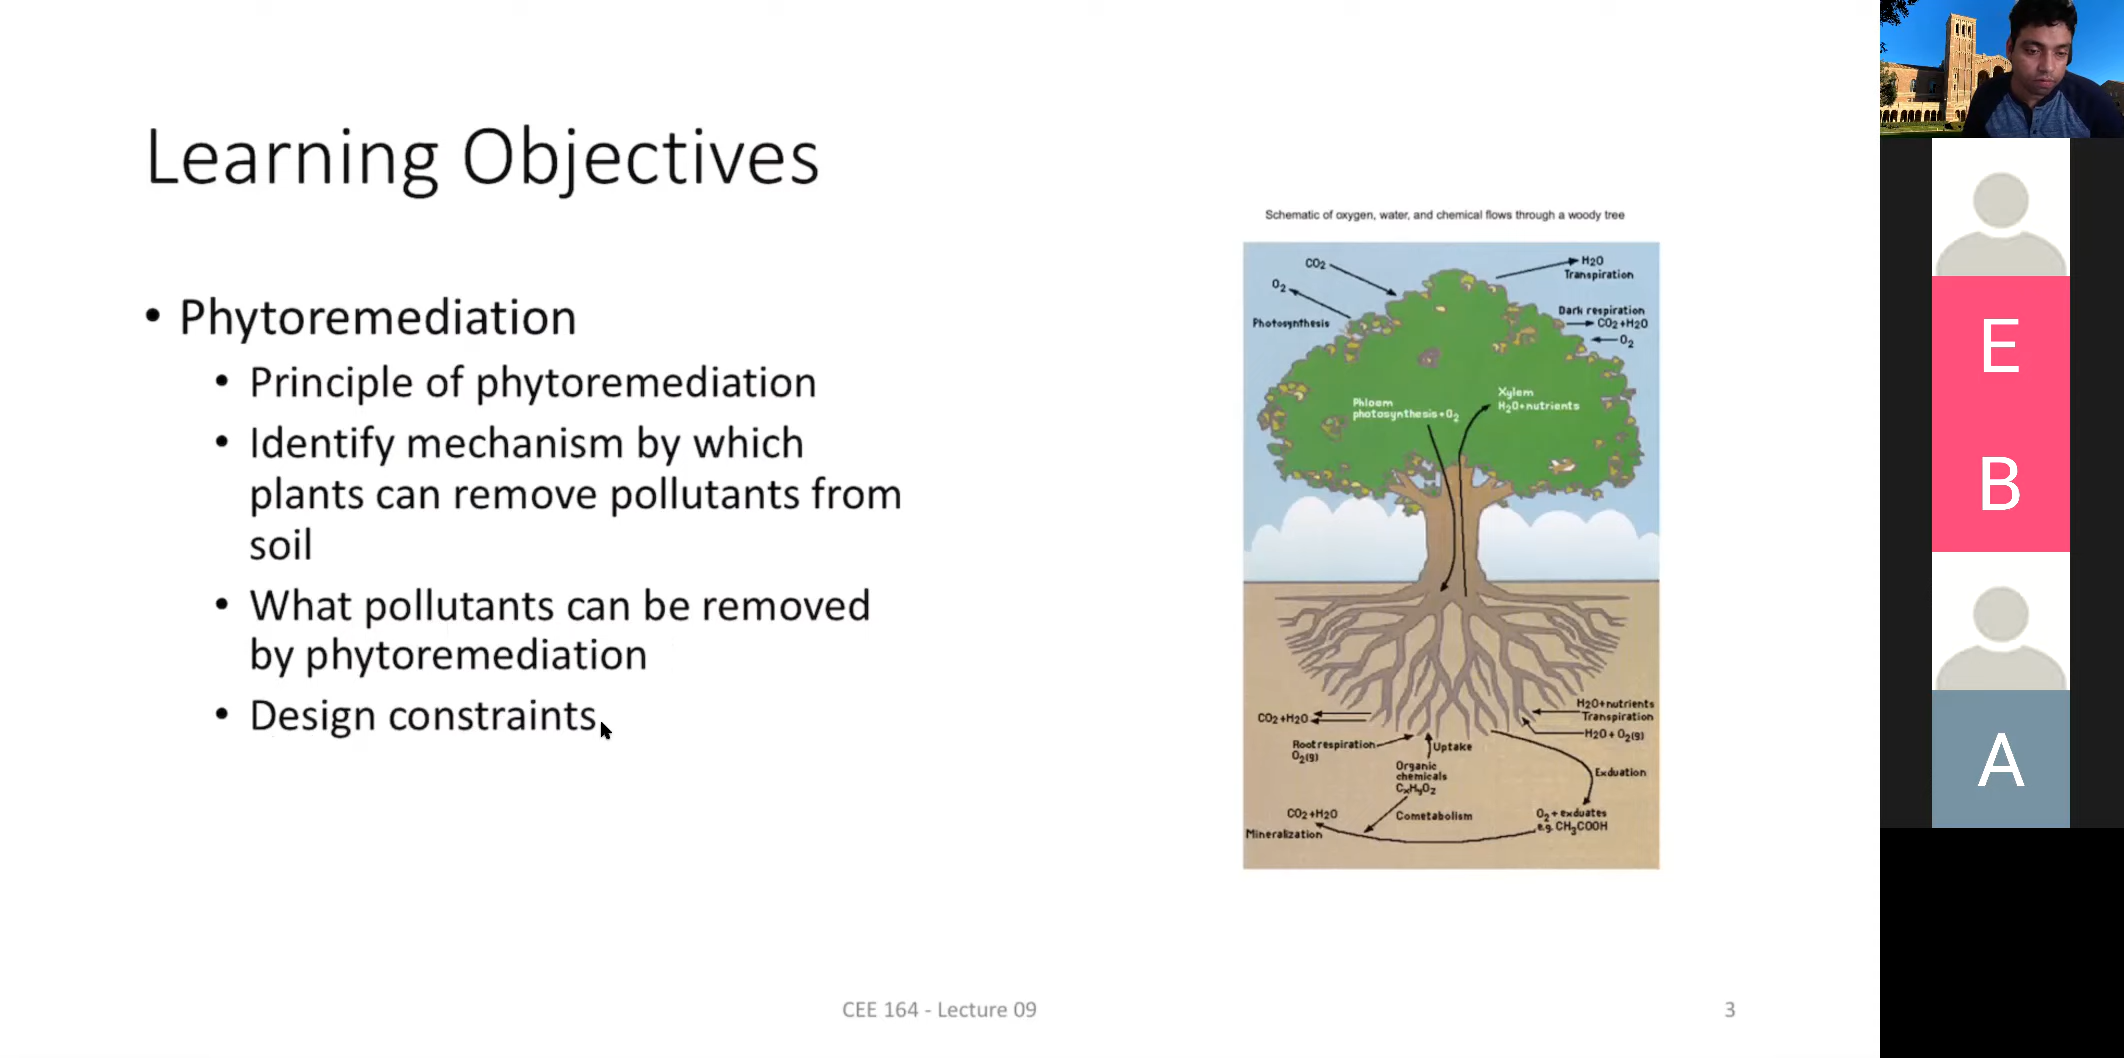 Learning Objectives
• Phytoremediation
• Principle of phytoremediation
• Identify mechanism by which
plants can remove pollutants from
soil
• What pollutants can be removed
by phytoremediation
• Design constraints
Schematic of oxygen, water, and chemical flows through a woody tree
CO2
O2
Photosynthesis
H2O
Transpiration
Dark respiration
CO2+H2O
O2
Phloem
photosynthesis+O2
Xylem
H2O+nutrients
CO2+H2O
Root respiration
O2(g)
Uptake
Organic
chemicals
CxHyO2
H2O+nutrients
Transpiration
H2O + O2(g)
Exduation
CO2+H2O
Mineralization
Cometabolism
O2 + exduates
e.g. CH3COOH
CEE 164 - Lecture 09
3
E
B
A